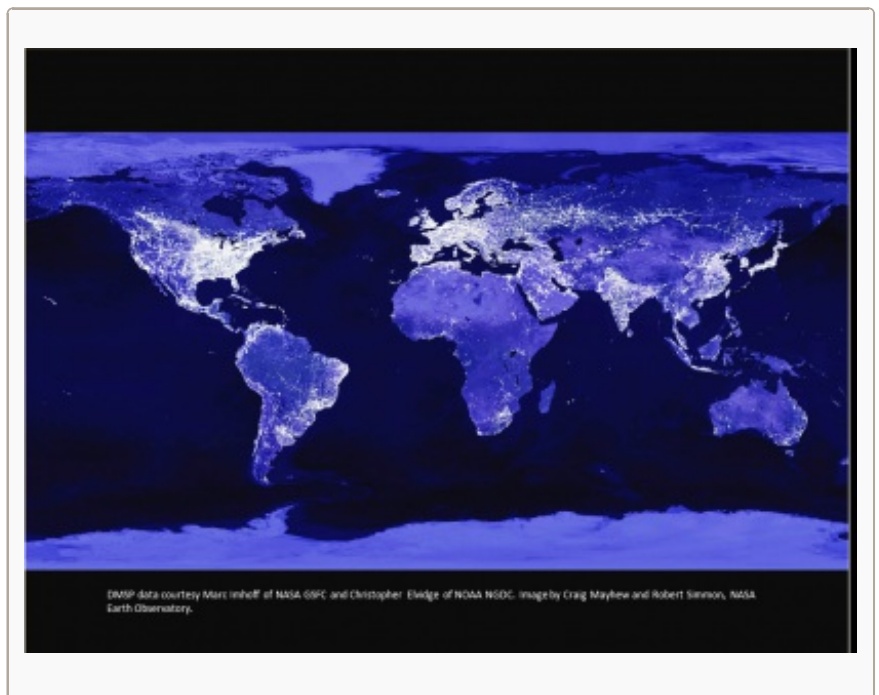 DMSP data courtesy Marc Imhoff of NASA GSFC and Christopher Elvidge of NOAA NGDC. Image by Craig Mayhew and Robert Simmon, NASA
Earth Observatory.